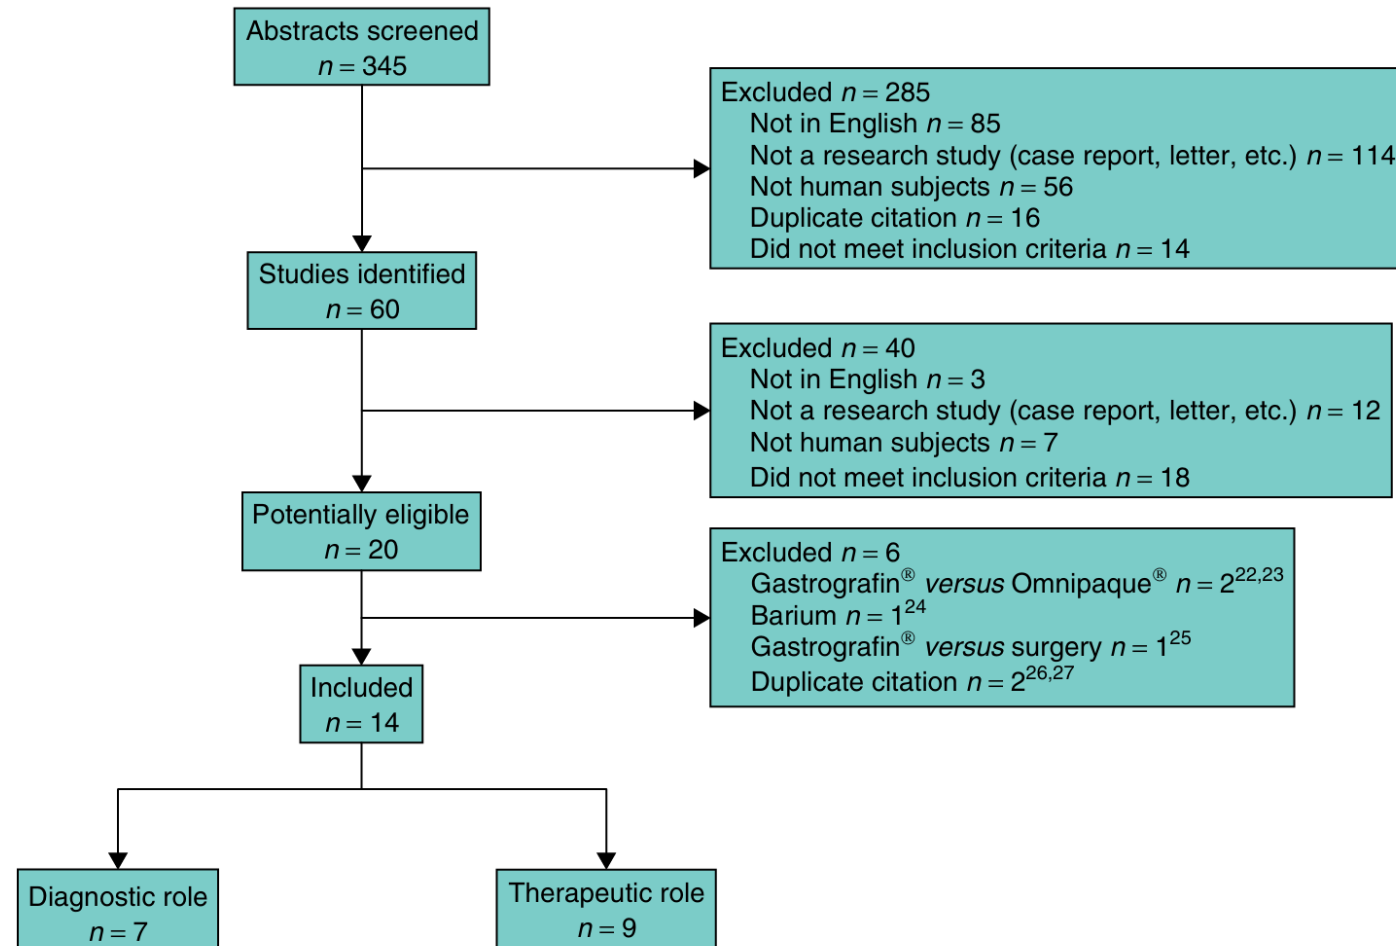 Abstracts screened
n = 345
Excluded n = 285
Not in English n = 85
Not a research study (case report, letter, etc.) n = 114
Not human subjects n = 56
Duplicate citation n = 16
Did not meet inclusion criteria n = 14
Studies identified
n = 60
Excluded n = 40
Not in English n = 3
Not a research study (case report, letter, etc.) n = 12
Not human subjects n = 7
Did not meet inclusion criteria n = 18
Potentially eligible
n = 20
Excluded n = 6
Gastrografin® versus Omnipaque® n = 2²²,²³
Barium n = 1²⁴
Gastrografin® versus surgery n = 1²⁵
Duplicate citation n = 2²⁶,²⁷
Included
n = 14
Diagnostic role
n = 7
Therapeutic role
n = 9